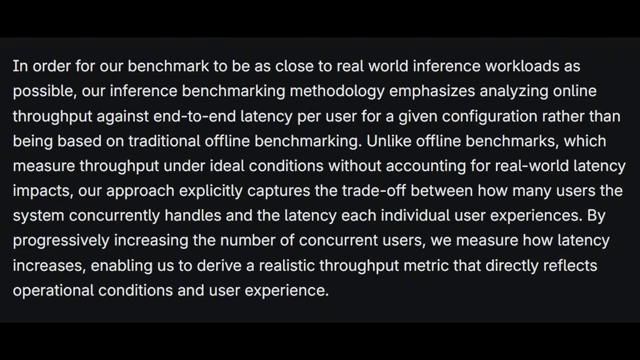 In order for our benchmark to be as close to real world inference workloads as
possible, our inference benchmarking methodology emphasizes analyzing online
throughput against end-to-end latency per user for a given configuration rather than
being based on traditional offline benchmarking. Unlike offline benchmarks, which
measure throughput under ideal conditions without accounting for real-world latency
impacts, our approach explicitly captures the trade-off between how many users the
system concurrently handles and the latency each individual user experiences. By
progressively increasing the number of concurrent users, we measure how latency
increases, enabling us to derive a realistic throughput metric that directly reflects
operational conditions and user experience.